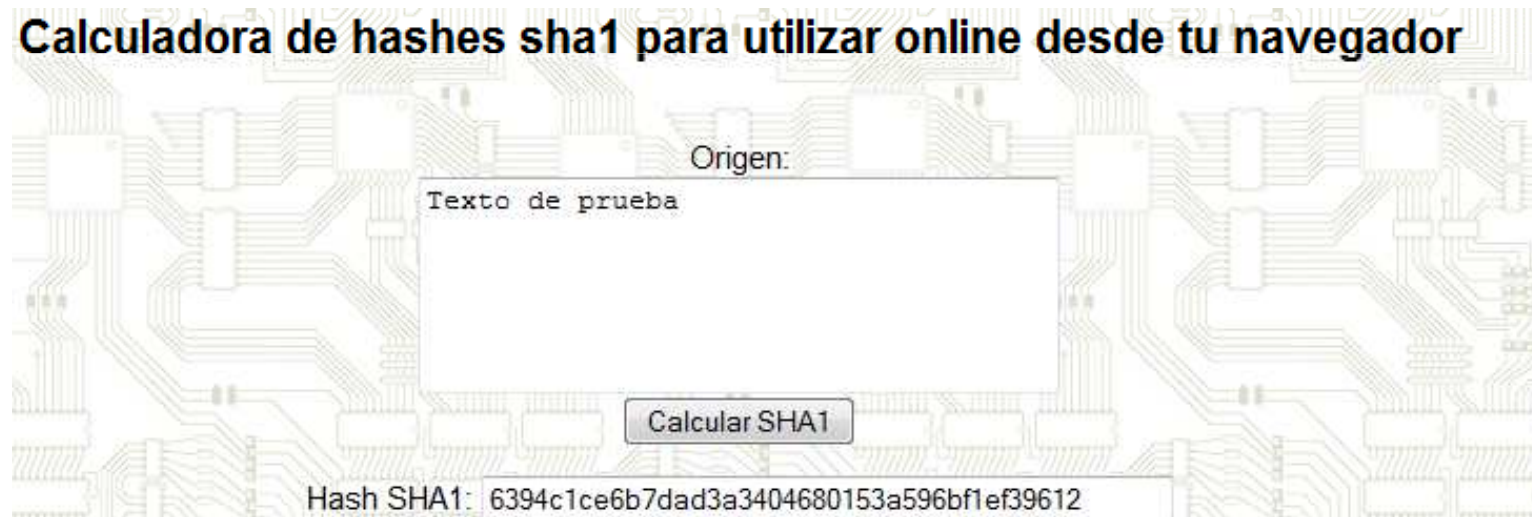 Calculadora de hashes sha1 para utilizar online desde tu navegador
Origen:
Texto de prueba
Calcular SHA1
Hash SHA1: 6394c1ce6b7dad3a3404680153a596bf1ef39612